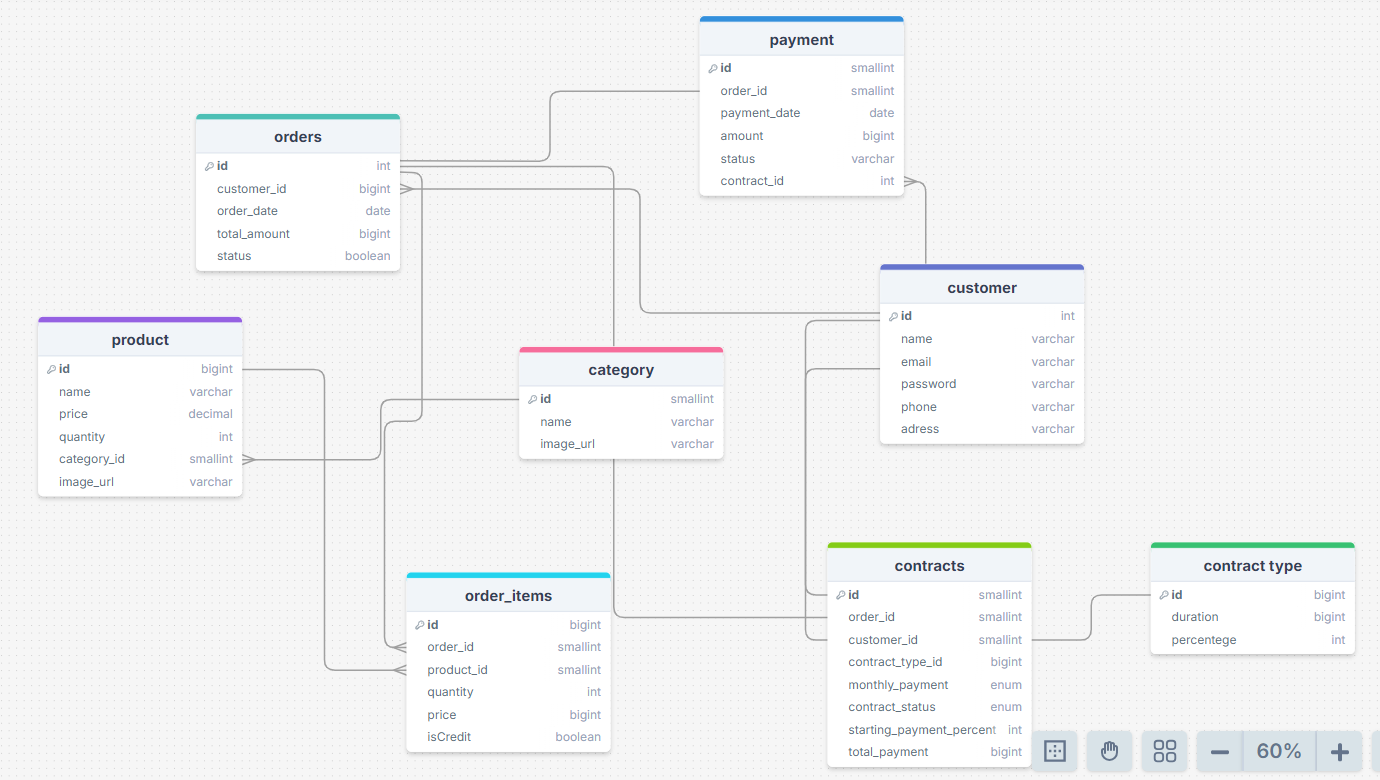 payment
id smallint
order_id smallint
payment_date date
amount bigint
status varchar
contract_id int
orders
id int
customer_id bigint
order_date date
total_amount bigint
status boolean
customer
id int
name varchar
email varchar
password varchar
phone varchar
adress varchar
product
id bigint
name varchar
price decimal
quantity int
category_id smallint
image_url varchar
category
id smallint
name varchar
image_url varchar
order_items
id bigint
order_id smallint
product_id smallint
quantity int
price bigint
isCredit boolean
contracts
id smallint
order_id smallint
customer_id smallint
contract_type_id bigint
monthly_payment enum
contract_status enum
starting_payment_percent int
total_payment bigint
contract type
id bigint
duration bigint
percentege int
60%